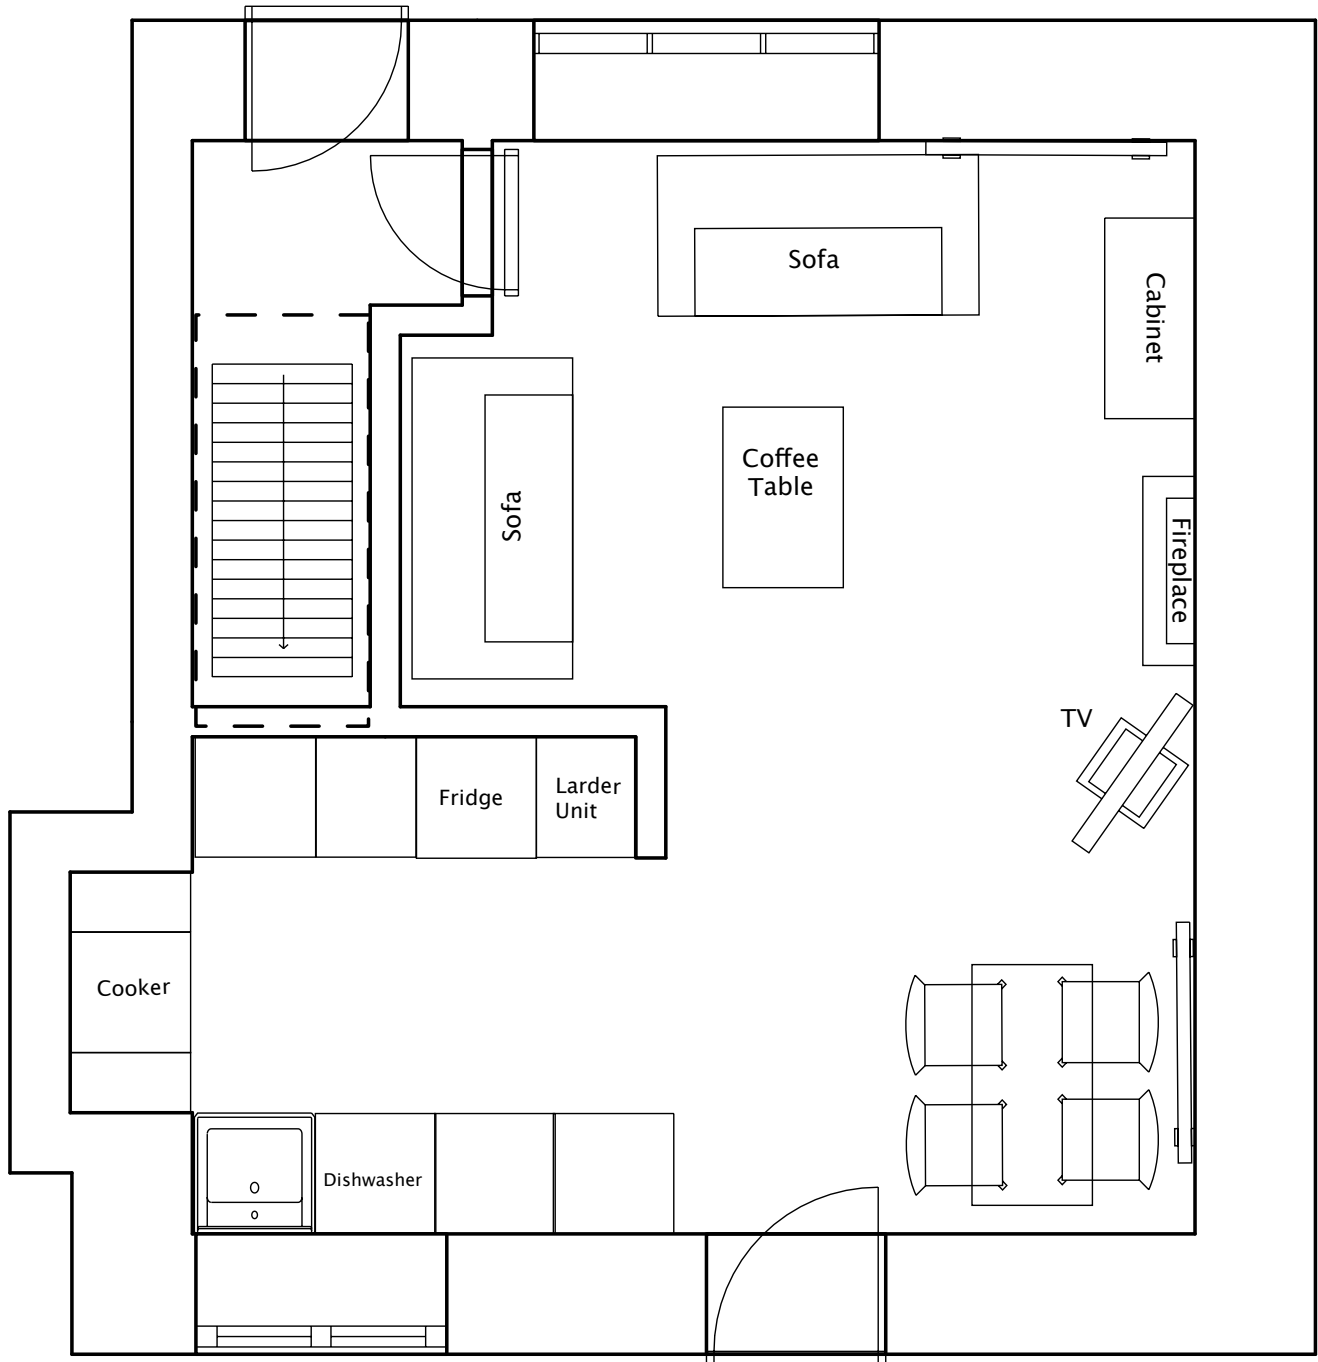 Sofa
Cabinet
Coffee
Table
Sofa
Fireplace
TV
Fridge
Larder
Unit
Cooker
Dishwasher